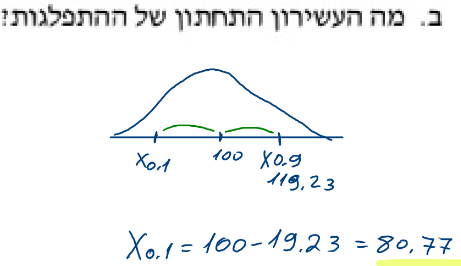 ב. מה העשירון התחתון של ההתפלגות?
X0.1 100 X0.9
119.23
X0.1 = 100 - 19.23 = 80.77